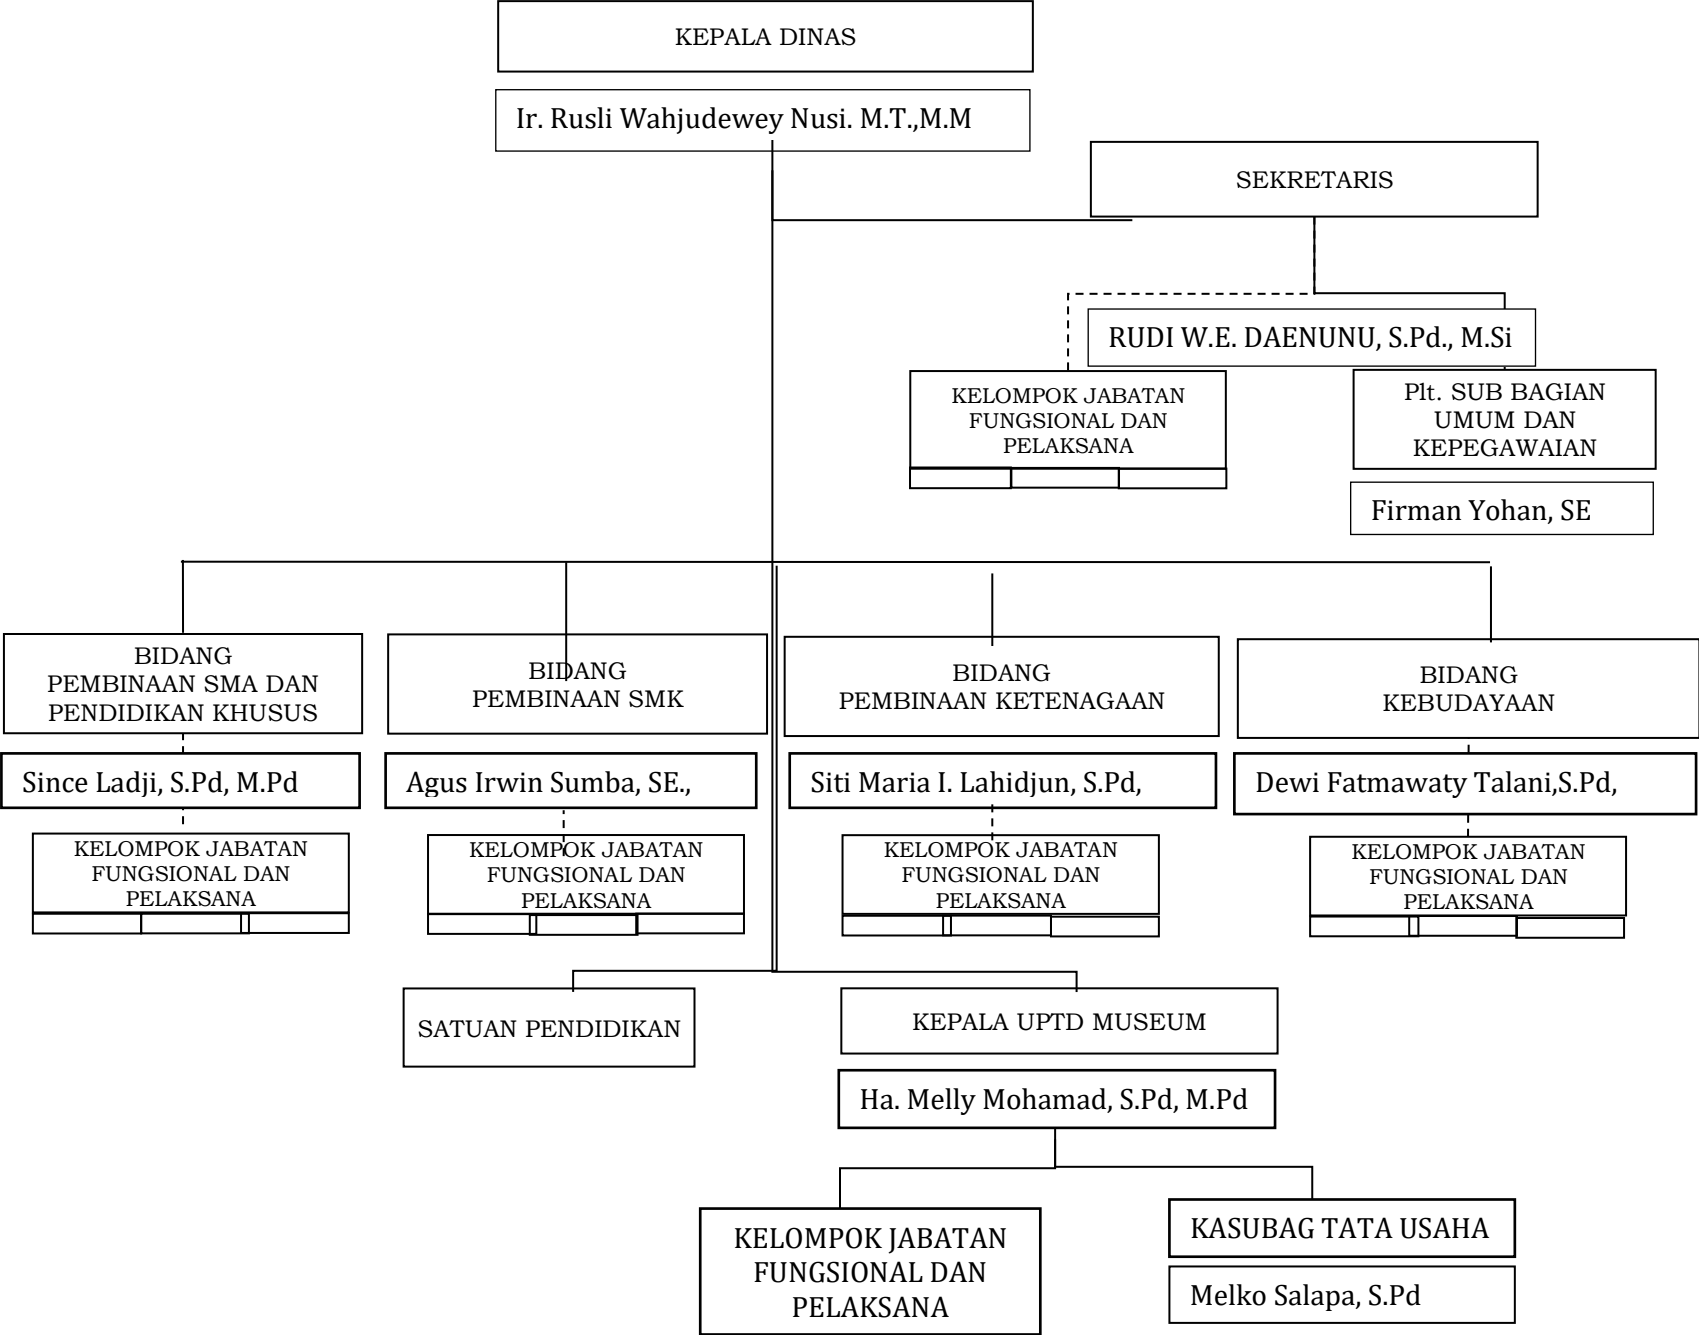 KEPALA DINAS
Ir. Rusli Wahjudewey Nusi. M.T.,M.M
SEKRETARIS
RUDI W.E. DAENUNU, S.Pd., M.Si
KELOMPOK JABATAN
FUNGSIONAL DAN
PELAKSANA
Plt. SUB BAGIAN
UMUM DAN
KEPEGAWAIAN
Firman Yohan, SE
BIDANG
PEMBINAAN SMA DAN
PENDIDIKAN KHUSUS
Since Ladji, S.Pd, M.Pd
KELOMPOK JABATAN
FUNGSIONAL DAN
PELAKSANA
BIDANG
PEMBINAAN SMK
Agus Irwin Sumba, SE.,
KELOMPOK JABATAN
FUNGSIONAL DAN
PELAKSANA
BIDANG
PEMBINAAN KETENAGAAN
Siti Maria I. Lahidjun, S.Pd,
KELOMPOK JABATAN
FUNGSIONAL DAN
PELAKSANA
BIDANG
KEBUDAYAAN
Dewi Fatmawaty Talani,S.Pd,
KELOMPOK JABATAN
FUNGSIONAL DAN
PELAKSANA
SATUAN PENDIDIKAN
KEPALA UPTD MUSEUM
Ha. Melly Mohamad, S.Pd, M.Pd
KELOMPOK JABATAN
FUNGSIONAL DAN
PELAKSANA
KASUBAG TATA USAHA
Melko Salapa, S.Pd